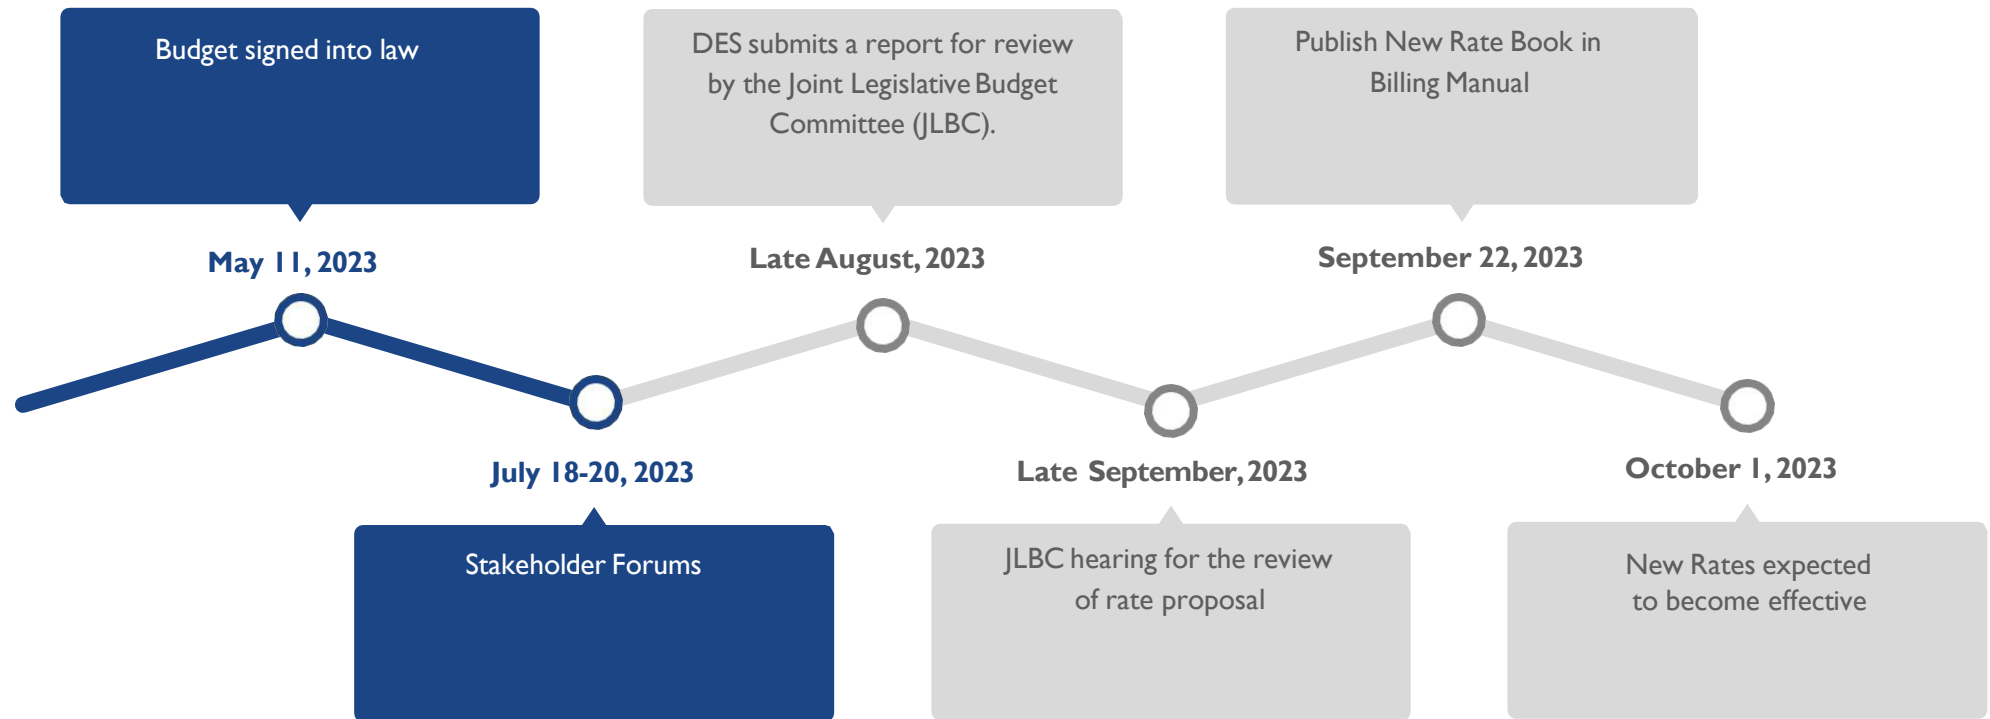 Budget signed into law
May 11, 2023
July 18-20, 2023
Stakeholder Forums
DES submits a report for review
by the Joint Legislative Budget
Committee (JLBC).
Late August, 2023
Late September, 2023
JLBC hearing for the review
of rate proposal
Publish New Rate Book in
Billing Manual
September 22, 2023
October 1, 2023
New Rates expected
to become effective